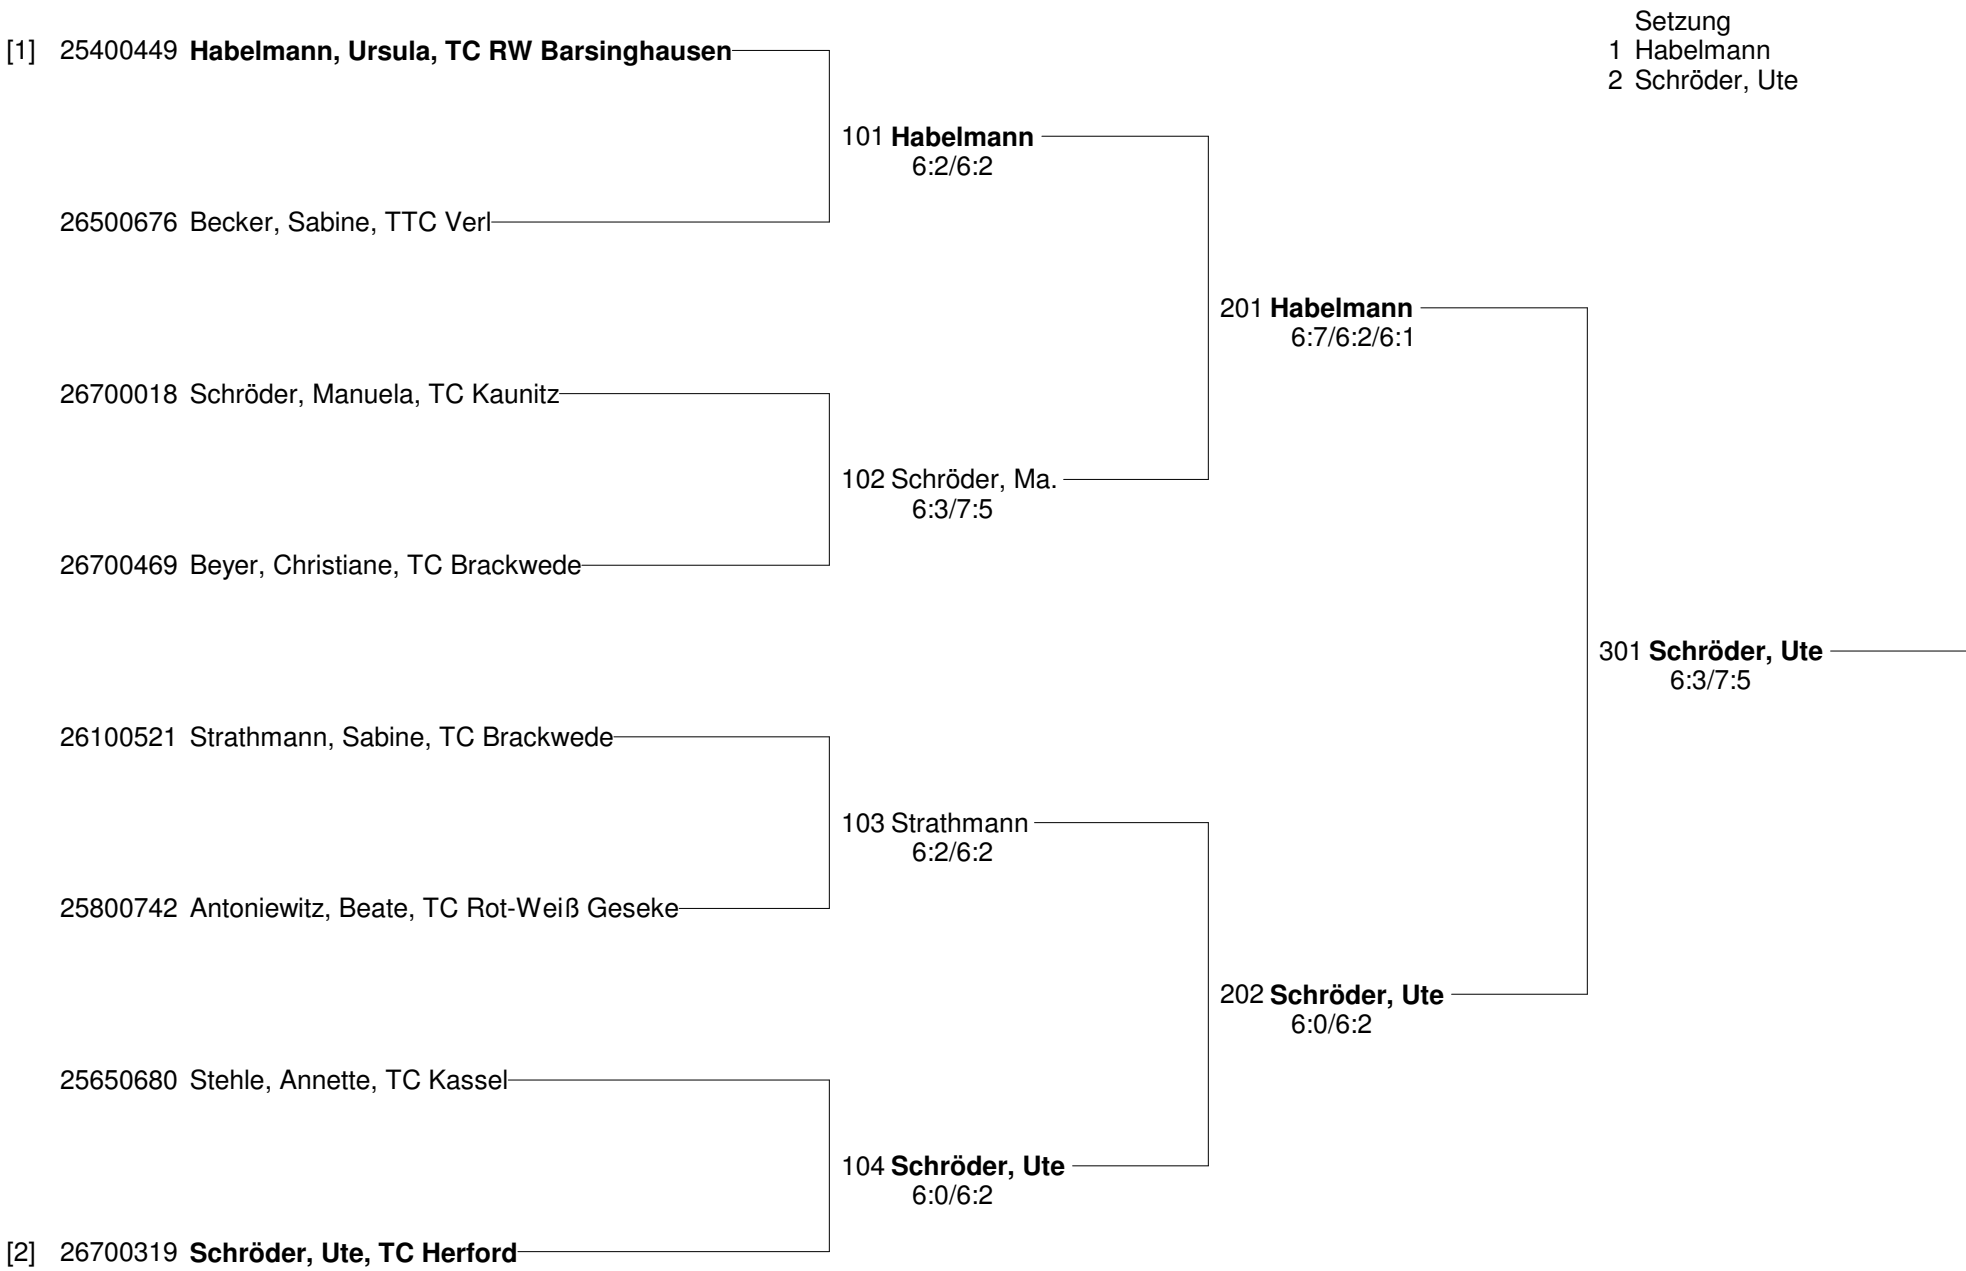 Setzung
[1] 25400449 Habelmann, Ursula, TC RW Barsinghausen
1 Habelmann
2 Schröder, Ute
101 Habelmann
6:2/6:2
26500676 Becker, Sabine, TTC Verl
201 Habelmann
6:7/6:2/6:1
26700018 Schröder, Manuela, TC Kaunitz
102 Schröder, Ma.
6:3/7:5
26700469 Beyer, Christiane, TC Brackwede
301 Schröder, Ute
6:3/7:5
26100521 Strathmann, Sabine, TC Brackwede
103 Strathmann
6:2/6:2
25800742 Antoniewitz, Beate, TC Rot-Weiß Geseke
202 Schröder, Ute
6:0/6:2
25650680 Stehle, Annette, TC Kassel
104 Schröder, Ute
6:0/6:2
[2] 26700319 Schröder, Ute, TC Herford